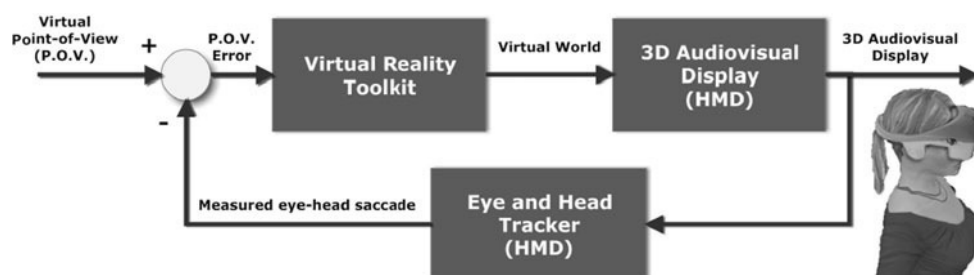 Virtual
Point-of-View
(P.O.V.)
+
-
P.O.V.
Error
Virtual Reality
Toolkit
Virtual World
3D Audiovisual
Display
(HMD)
3D Audiovisual
Display
Measured eye-head saccade
Eye and Head
Tracker
(HMD)